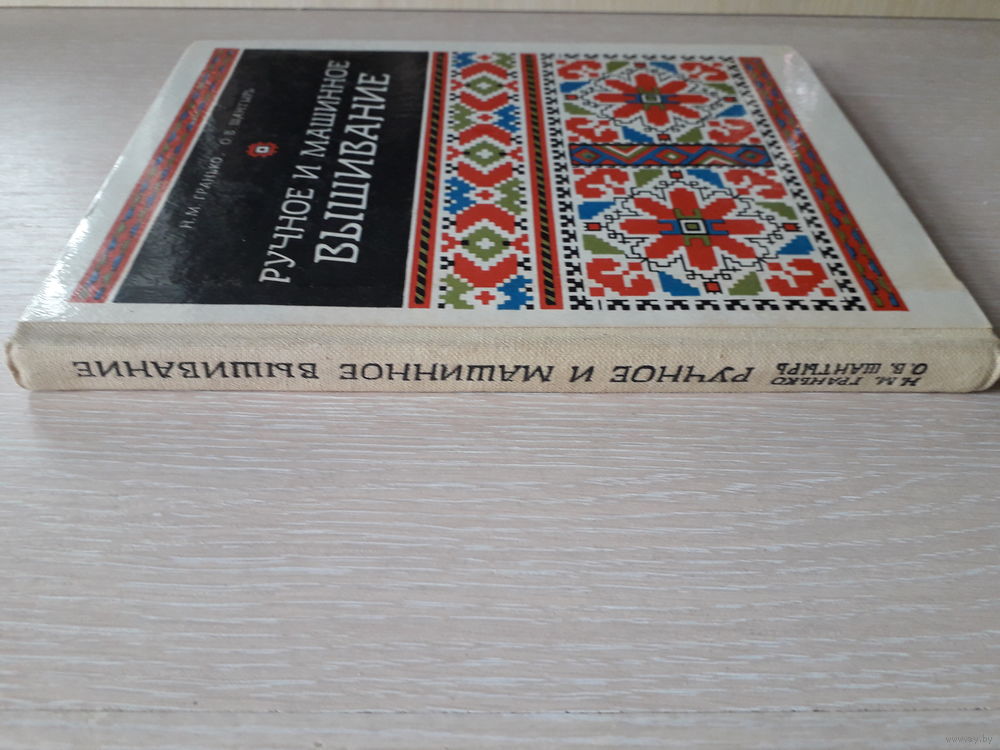 Н. М. ГРАНЬКО, О. В. ШАНТЫРЬ
РУЧНОЕ И МАШИННОЕ
ВЫШИВАНИЕ
Н. М. ГРАНЬКО
О. В. ШАНТЫРЬ
РУЧНОЕ И МАШИННОЕ ВЫШИВАНИЕ
www.ay.by